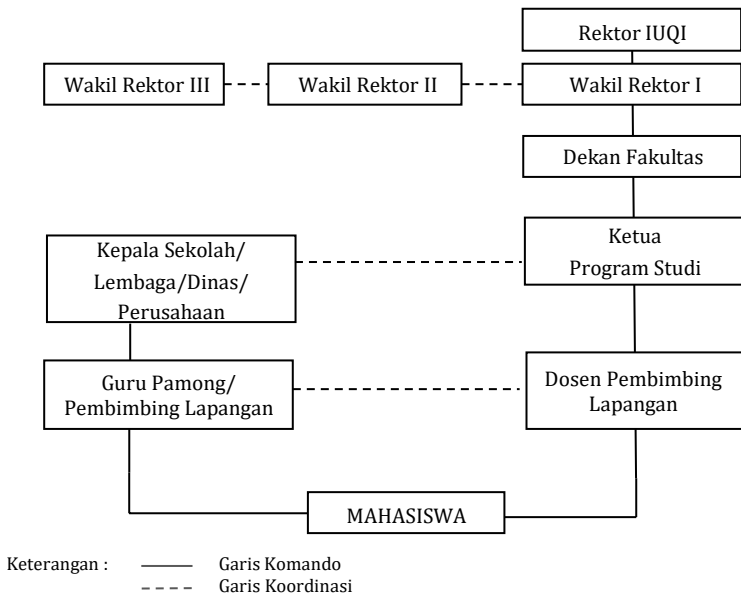 Rektor IUQI
Wakil Rektor III
Wakil Rektor II
Wakil Rektor I
Dekan Fakultas
Ketua
Program Studi
Kepala Sekolah/
Lembaga/Dinas/
Perusahaan
Guru Pamong/
Pembimbing Lapangan
Dosen Pembimbing
Lapangan
MAHASISWA
Keterangan :
Garis Komando
Garis Koordinasi